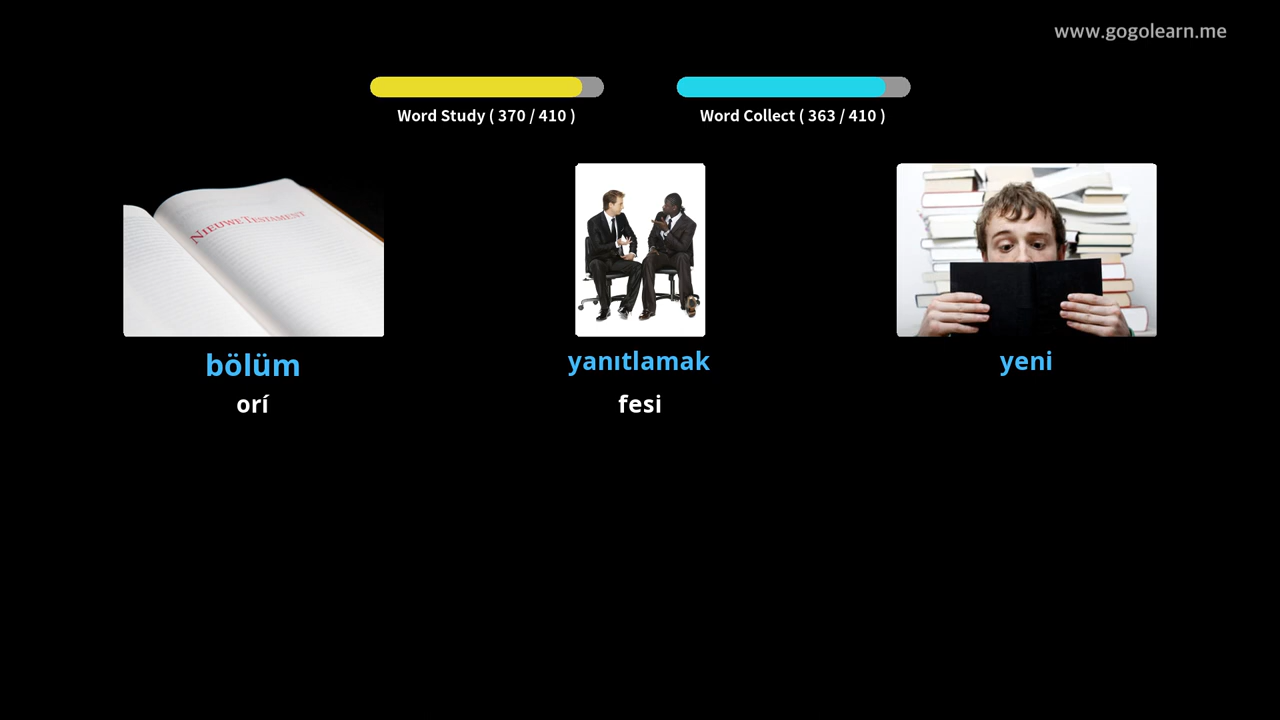 www.gogolearn.me
Word Study ( 370 / 410 )
Word Collect ( 363 / 410 )
NIEUWE TESTAMENT
bölüm
yanıtlamak
yeni
orí
fesi